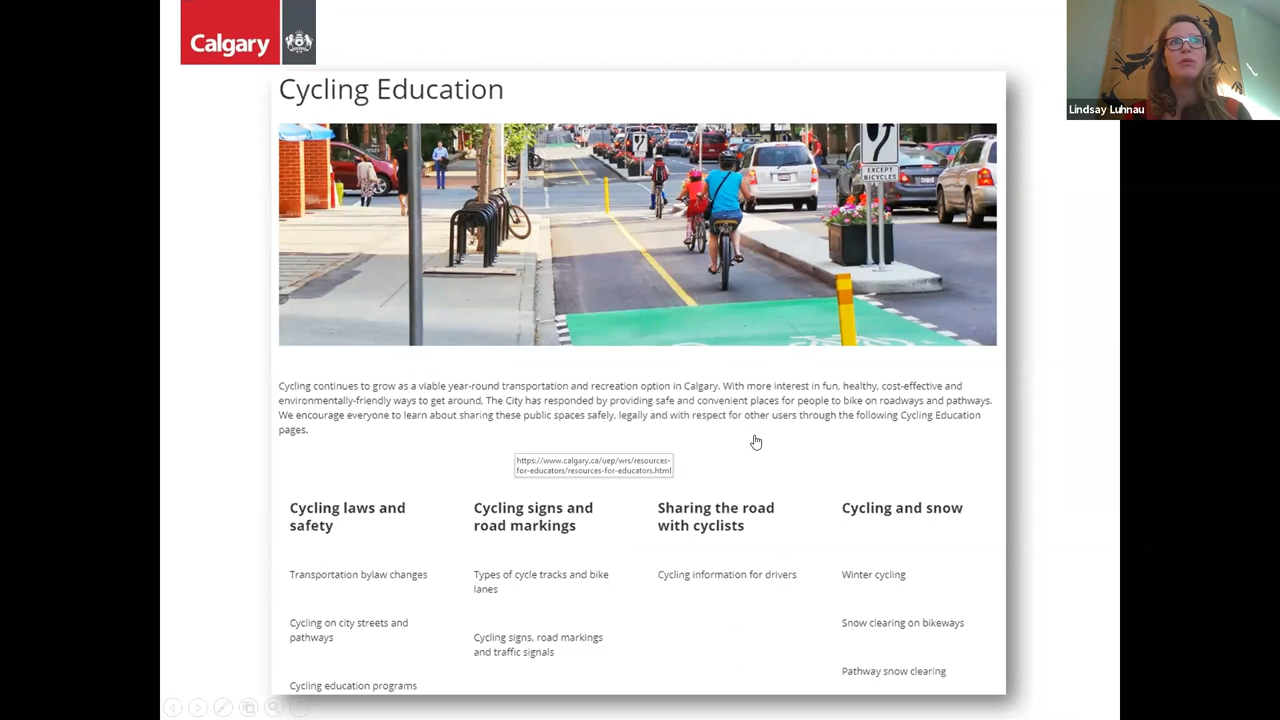 Calgary
Lindsay Luhnau
Cycling Education
EXCEPT
BICYCLES
Cycling continues to grow as a viable year-round transportation and recreation option in Calgary. With more interest in fun, healthy, cost-effective and
environmentally-friendly ways to get around, The City has responded by providing safe and convenient places for people to bike on roadways and pathways.
We encourage everyone to learn about sharing these public spaces safely, legally and with respect for other users through the following Cycling Education
pages.
https://www.calgary.ca/uep/wrs/resources-
for-educators/resources-for-educators.html
Cycling laws and
safety
Transportation bylaw changes
Cycling on city streets and
pathways
Cycling education programs
Cycling signs and
road markings
Types of cycle tracks and bike
lanes
Cycling signs, road markings
and traffic signals
Sharing the road
with cyclists
Cycling information for drivers
Cycling and snow
Winter cycling
Snow clearing on bikeways
Pathway snow clearing